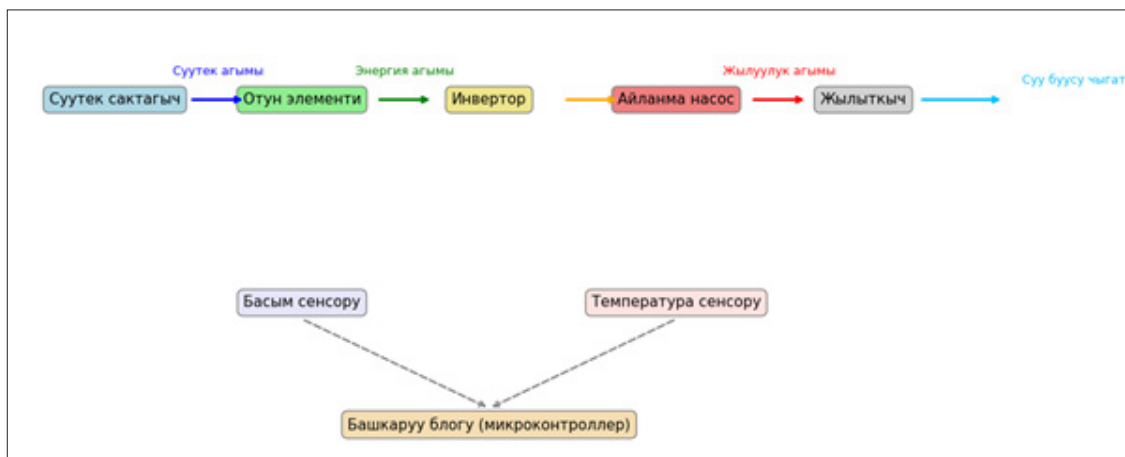 Суутек агымы
Энергия агымы
Жылуулук агымы
Суу буусу чыгат
Суутек сактагыч
Отун элементи
Инвертор
Айланма насос
Жылыткыч
Басым сенсору
Температура сенсору
Башкаруу блогу (микроконтроллер)